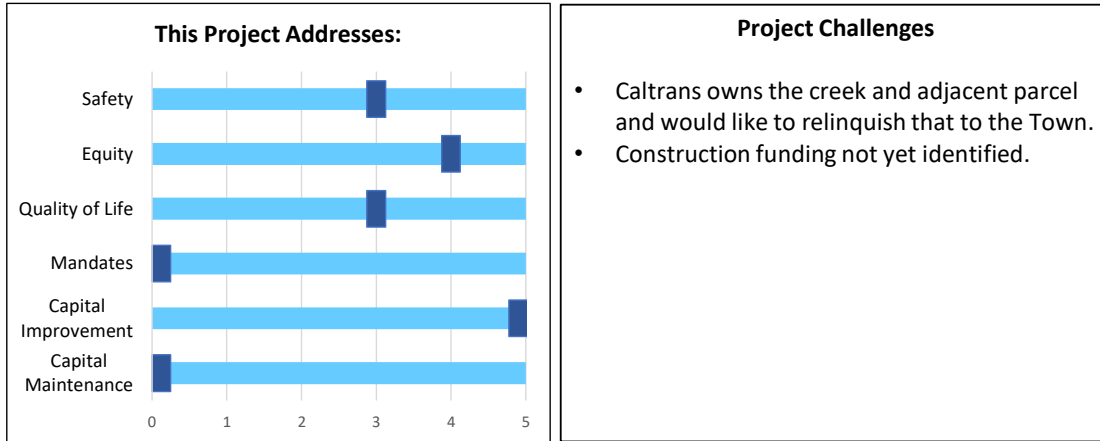 This Project Addresses:
Safety
Equity
Quality of Life
Mandates
Capital
Improvement
Capital
Maintenance
0 1 2 3 4 5
Project Challenges
• Caltrans owns the creek and adjacent parcel
and would like to relinquish that to the Town.
• Construction funding not yet identified.